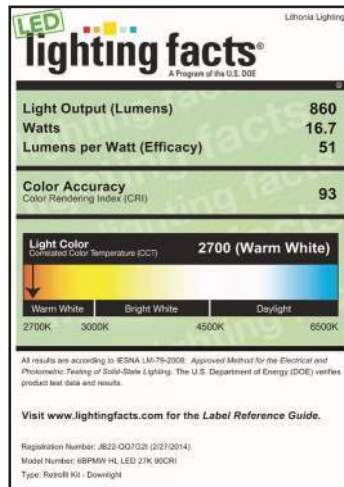 LED
Lithonia Lighting
lighting facts®
A Program of the U.S. DOE
Light Output (Lumens) 860
Watts 16.7
Lumens per Watt (Efficacy) 51
Color Accuracy
Color Rendering Index (CRI) 93
Light Color
Correlated Color Temperature (CCT) 2700 (Warm White)
Warm White Bright White Daylight
2700K 3000K 4500K 6500K
All results are according to IESNA LM-79-2008: Approved Method for the Electrical and
Photometric Testing of Solid-State Lighting. The U.S. Department of Energy (DOE) verifies
product test data and results.
Visit www.lightingfacts.com for the Label Reference Guide.
Registration Number: JB22-QO7G2I (2/27/2014)
Model Number: 6BPMW HL LED 27K 90CRI
Type: Retrofit Kit - Downlight